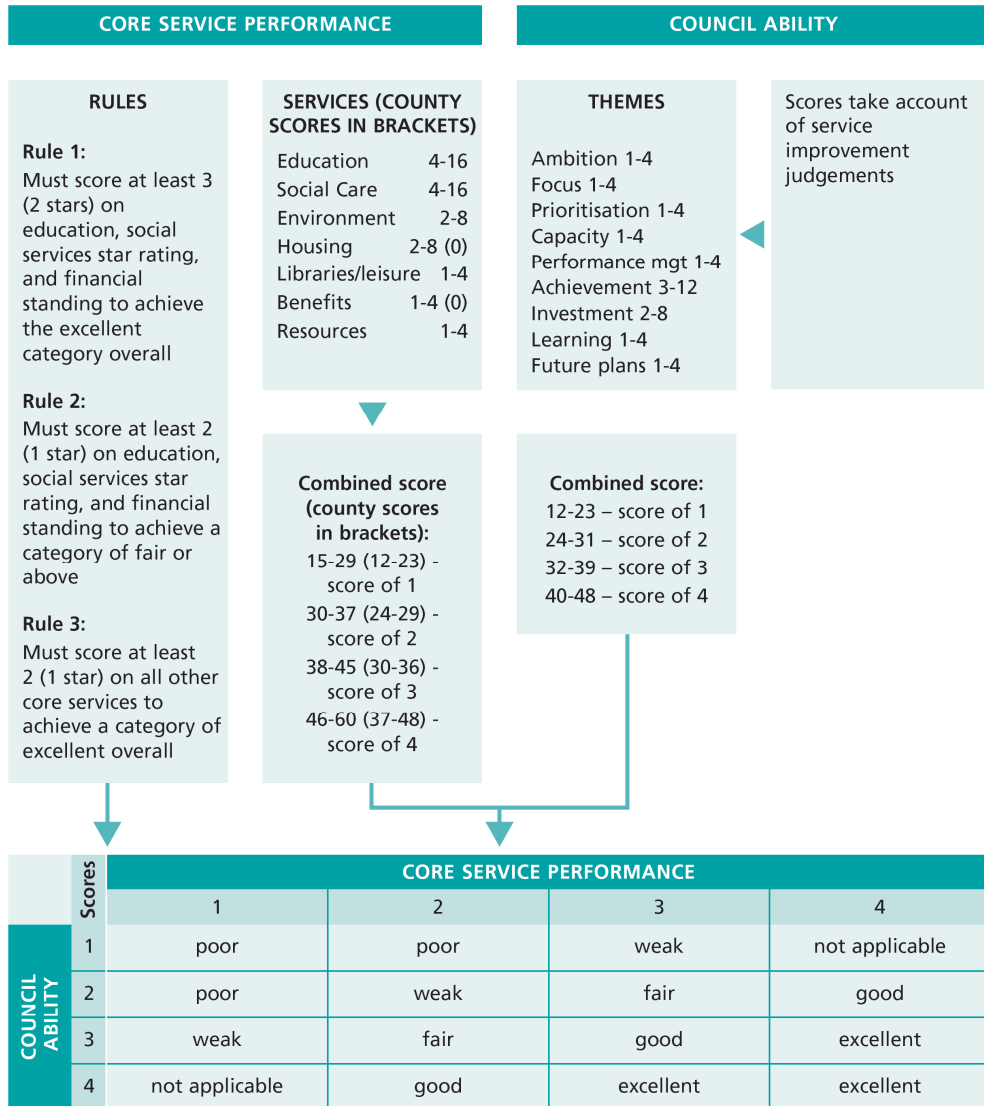 CORE SERVICE PERFORMANCE
RULES
Rule 1:
Must score at least 3
(2 stars) on
education, social
services star rating,
and financial
standing to achieve
the excellent
category overall
Rule 2:
Must score at least 2
(1 star) on education,
social services star
rating, and financial
standing to achieve a
category of fair or
above
Rule 3:
Must score at least
2 (1 star) on all other
core services to
achieve a category of
excellent overall
SERVICES (COUNTY
SCORES IN BRACKETS)
Education 4-16
Social Care 4-16
Environment 2-8
Housing 2-8 (0)
Libraries/leisure 1-4
Benefits 1-4 (0)
Resources 1-4
Combined score
(county scores
in brackets):
15-29 (12-23) -
score of 1
30-37 (24-29) -
score of 2
38-45 (30-36) -
score of 3
46-60 (37-48) -
score of 4
COUNCIL ABILITY
THEMES
Ambition 1-4
Focus 1-4
Prioritisation 1-4
Capacity 1-4
Performance mgt 1-4
Achievement 3-12
Investment 2-8
Learning 1-4
Future plans 1-4
Scores take account
of service
improvement
judgements
Combined score:
12-23 – score of 1
24-31 – score of 2
32-39 – score of 3
40-48 – score of 4
Scores
CORE SERVICE PERFORMANCE
1 2 3 4
COUNCIL
ABILITY
1 poor poor weak not applicable
2 poor weak fair good
3 weak fair good excellent
4 not applicable good excellent excellent